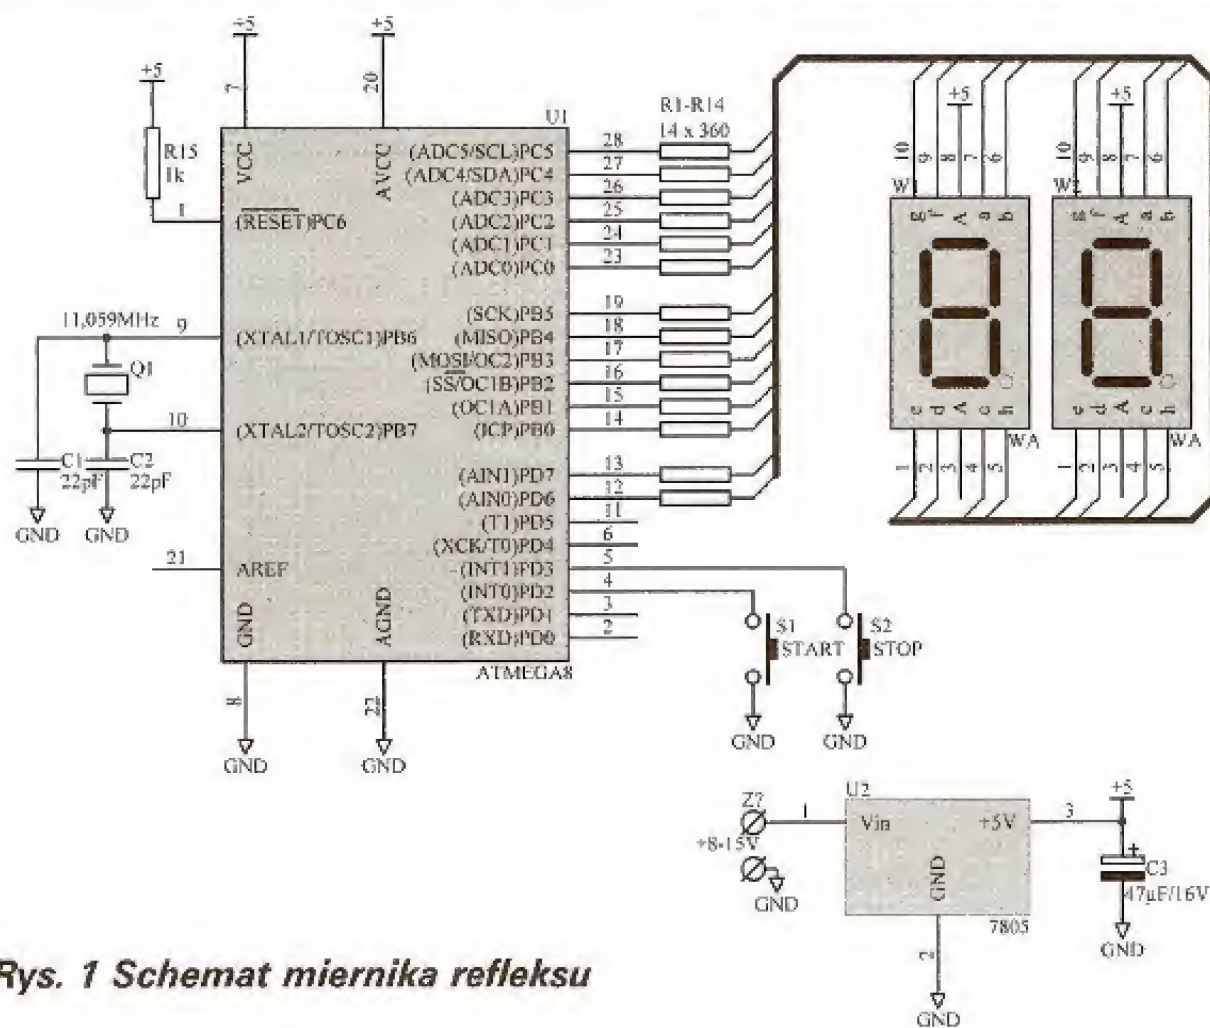 +5
+5
+5
7
20
R15
1k
1
U1
VCC
AVCC
(RESET)PC6
(ADC5/SCL)PC5
28
(ADC4/SDA)PC4
27
(ADC3)PC3
26
(ADC2)PC2
25
(ADC1)PC1
24
(ADC0)PC0
23
R1-R14
14 x 360
(SCK)PB5
19
(MISO)PB4
18
(MOSI/OC2)PB3
17
(SS/OC1B)PB2
16
(OC1A)PB1
15
(ICP)PB0
14
(AIN1)PD7
13
(AIN0)PD6
12
(T1)PD5
11
(XCK/T0)PD4
6
(INT1)PD3
5
(INT0)PD2
4
(TXD)PD1
3
(RXD)PD0
2
11,059MHz
9
(XTAL1/TOSC1)PB6
Q1
10
(XTAL2/TOSC2)PB7
C1
22pF
C2
22pF
GND
GND
21
AREF
GND
AGND
ATMEGA8
8
22
GND
GND
+5
10
9
8
7
6
g f A a b
e d A c h
WA
1
2
3
4
5
+5
10
9
8
7
6
g f A a b
e d A c h
WA
1
2
3
4
5
S1
START
S2
STOP
GND
GND
Z?
+8-15V
GND
1
U2
Vin
+5V
GND
7805
2
GND
3
+5
+
C3
47µF/16V
GND
Rys. 1 Schemat miernika refleksu